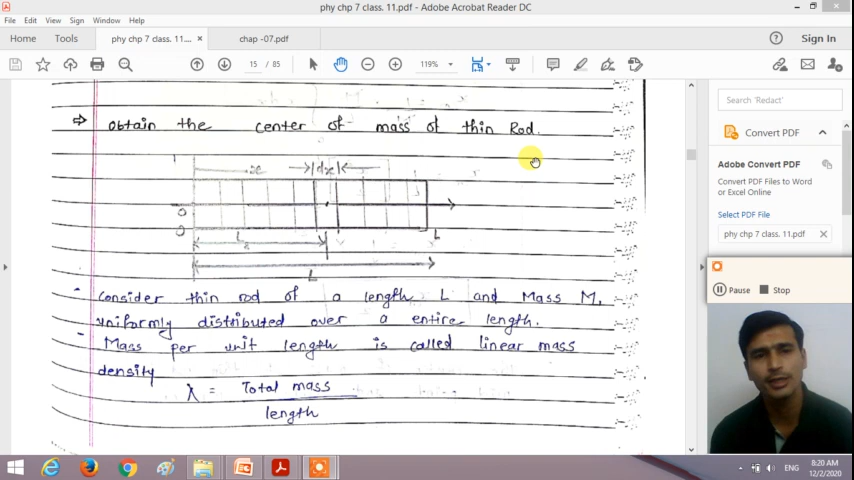 phy chp 7 class. 11.pdf - Adobe Acrobat Reader DC
File Edit View Sign Window Help
Home Tools phy chp 7 class. 11.... × chap -07.pdf Sign In
15 / 85 119%
⇒ obtain the center of mass of thin Rod.
x dx
0
0 L
L
- Consider thin rod of a length L and Mass M,
uniformly distributed over a entire length.
- Mass per unit length is called linear mass
density
λ = Total mass
length
Search 'Redact'
Convert PDF
Adobe Convert PDF
Convert PDF Files to Word
or Excel Online
Select PDF File
phy chp 7 class. 11.pdf ×
Pause Stop
ENG 8:20 AM
12/2/2020